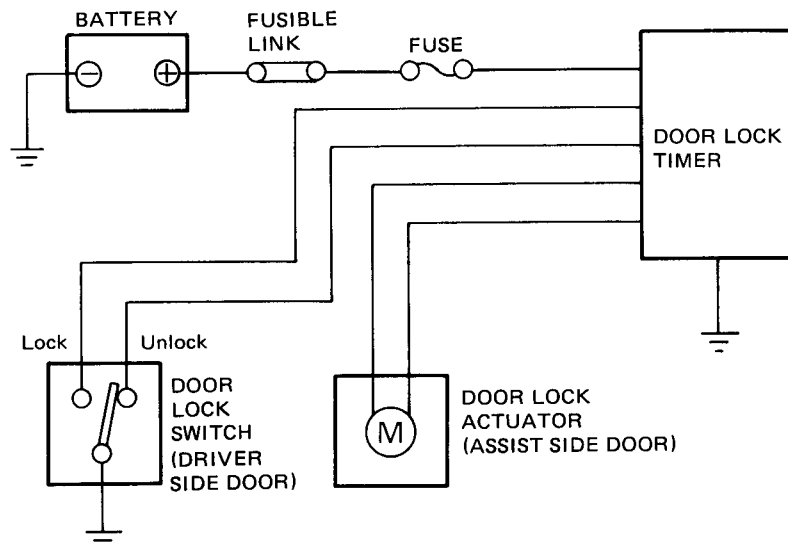 BATTERY
FUSIBLE
LINK
FUSE
DOOR LOCK
TIMER
Lock
Unlock
DOOR
LOCK
SWITCH
(DRIVER
SIDE DOOR)
M
DOOR LOCK
ACTUATOR
(ASSIST SIDE DOOR)